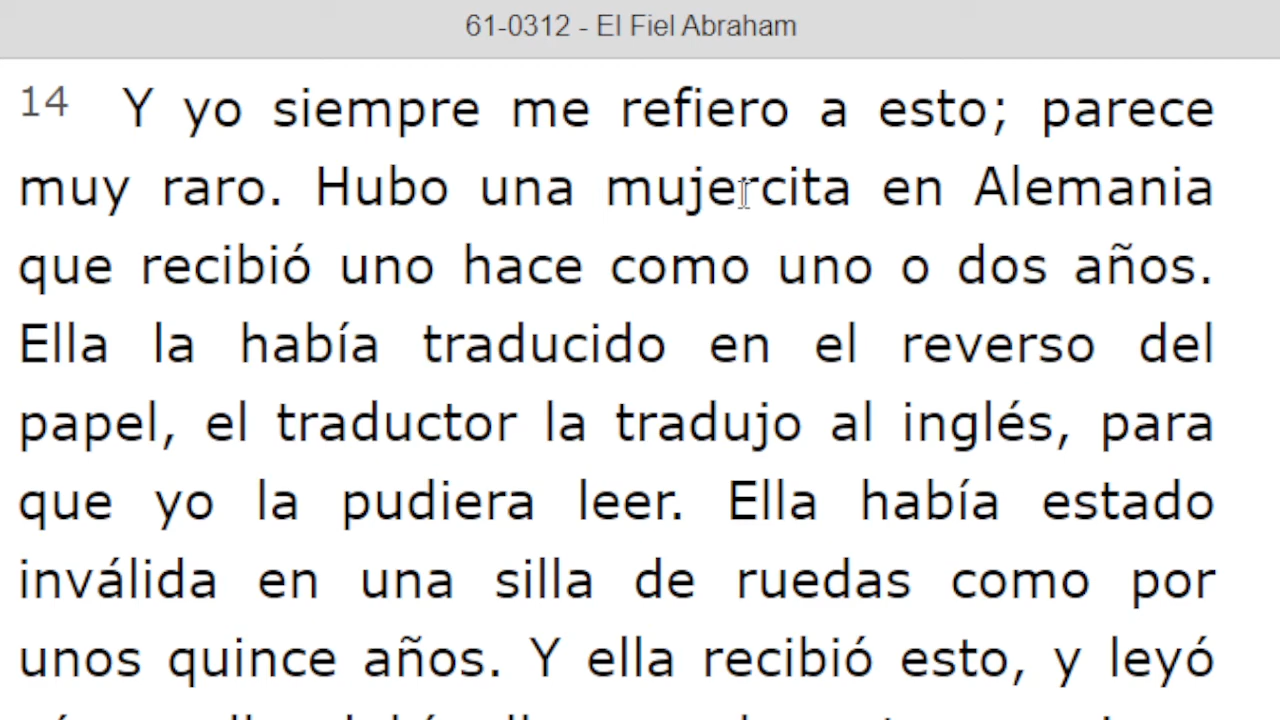 61-0312 - El Fiel Abraham
14 Y yo siempre me refiero a esto; parece
muy raro. Hubo una mujercita en Alemania
que recibió uno hace como uno o dos años.
Ella la había traducido en el reverso del
papel, el traductor la tradujo al inglés, para
que yo la pudiera leer. Ella había estado
inválida en una silla de ruedas como por
unos quince años. Y ella recibió esto, y leyó